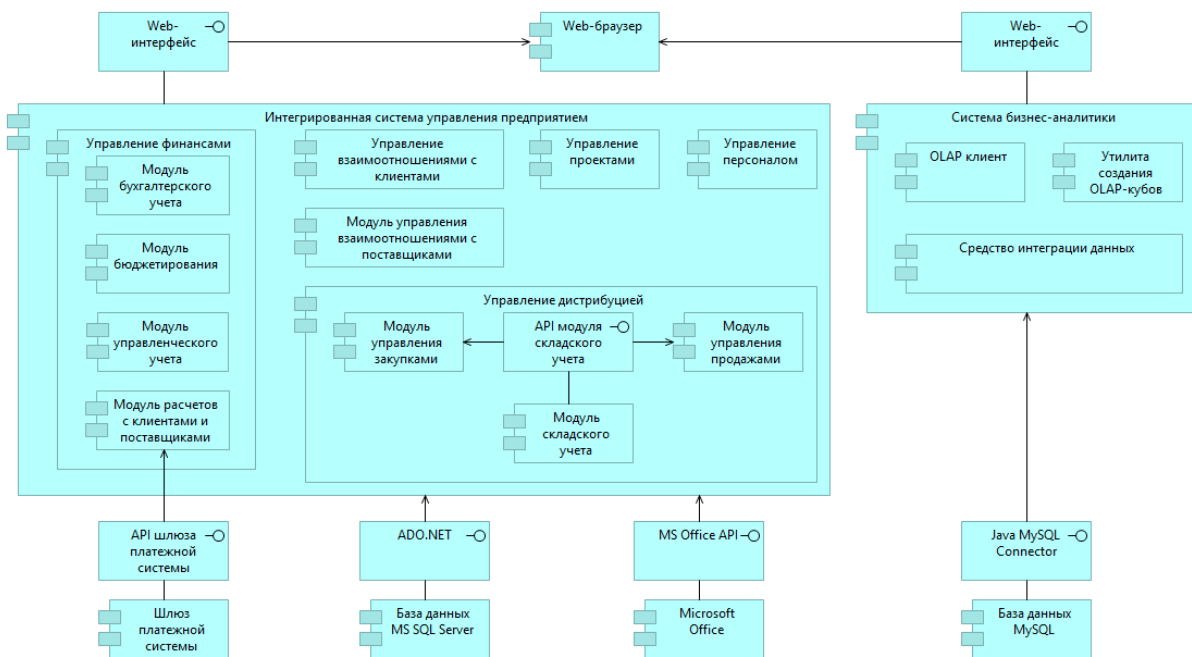 Web-
интерфейс
Web-браузер
Web-
интерфейс
Интегрированная система управления предприятием
Управление финансами
Модуль
бухгалтерского
учета
Модуль
бюджетирования
Модуль
управленческого
учета
Модуль расчетов
с клиентами и
поставщиками
Управление
взаимоотношениями с
клиентами
Управление
проектами
Управление
персоналом
Модуль управления
взаимоотношениями с
поставщиками
Управление дистрибуцией
Модуль
управления
закупками
API модуля
складского
учета
Модуль
управления
продажами
Модуль
складского
учета
Система бизнес-аналитики
OLAP клиент
Утилита
создания
OLAP-кубов
Средство интеграции данных
API шлюза
платежной
системы
ADO.NET
MS Office API
Java MySQL
Connector
Шлюз
платежной
системы
База данных
MS SQL Server
Microsoft
Office
База данных
MySQL